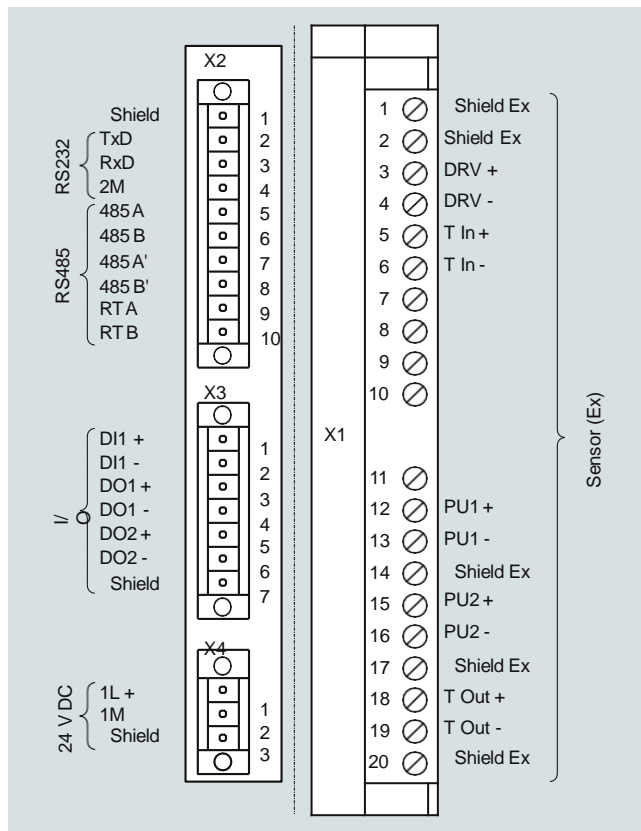 X2
Shield 1
TxD 2
RxD 3
2M 4
485 A 5
485 B 6
485 A' 7
485 B' 8
RT A 9
RT B 10
RS232
RS485
X3
DI1 + 1
DI1 - 2
DO1 + 3
DO1 - 4
DO2 + 5
DO2 - 6
Shield 7
I/O
X4
1L + 1
1M 2
Shield 3
24 V DC
X1
1 Shield Ex
2 Shield Ex
3 DRV +
4 DRV -
5 T In +
6 T In -
7
8
9
10
11
12 PU1 +
13 PU1 -
14 Shield Ex
15 PU2 +
16 PU2 -
17 Shield Ex
18 T Out +
19 T Out -
20 Shield Ex
Sensor (Ex)